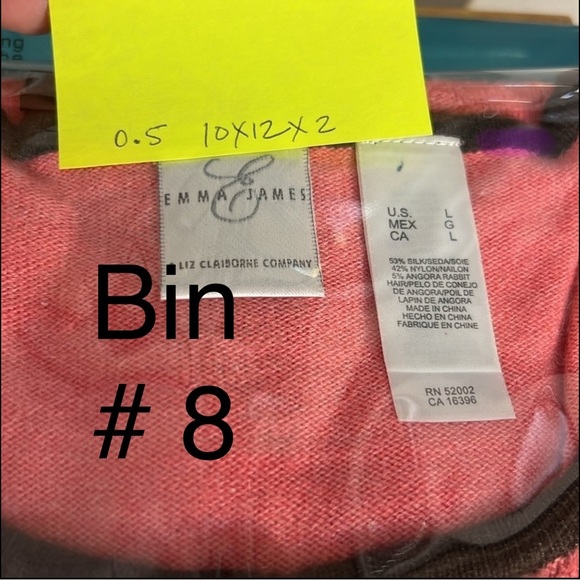 ng
0.5 10X12X2
EMMA JAMES
LIZ CLAIBORNE COMPANY
U.S. L
MEX G
CA L
53% SILK/SEDA/SOIE
42% NYLON/NAILON
5% ANGORA RABBIT
HAIR/PELO DE CONEJO
DE ANGORA/POIL DE
LAPIN DE ANGORA
MADE IN CHINA
HECHO EN CHINA
FABRIQUE EN CHINE
RN 52002
CA 16396
Bin
# 8